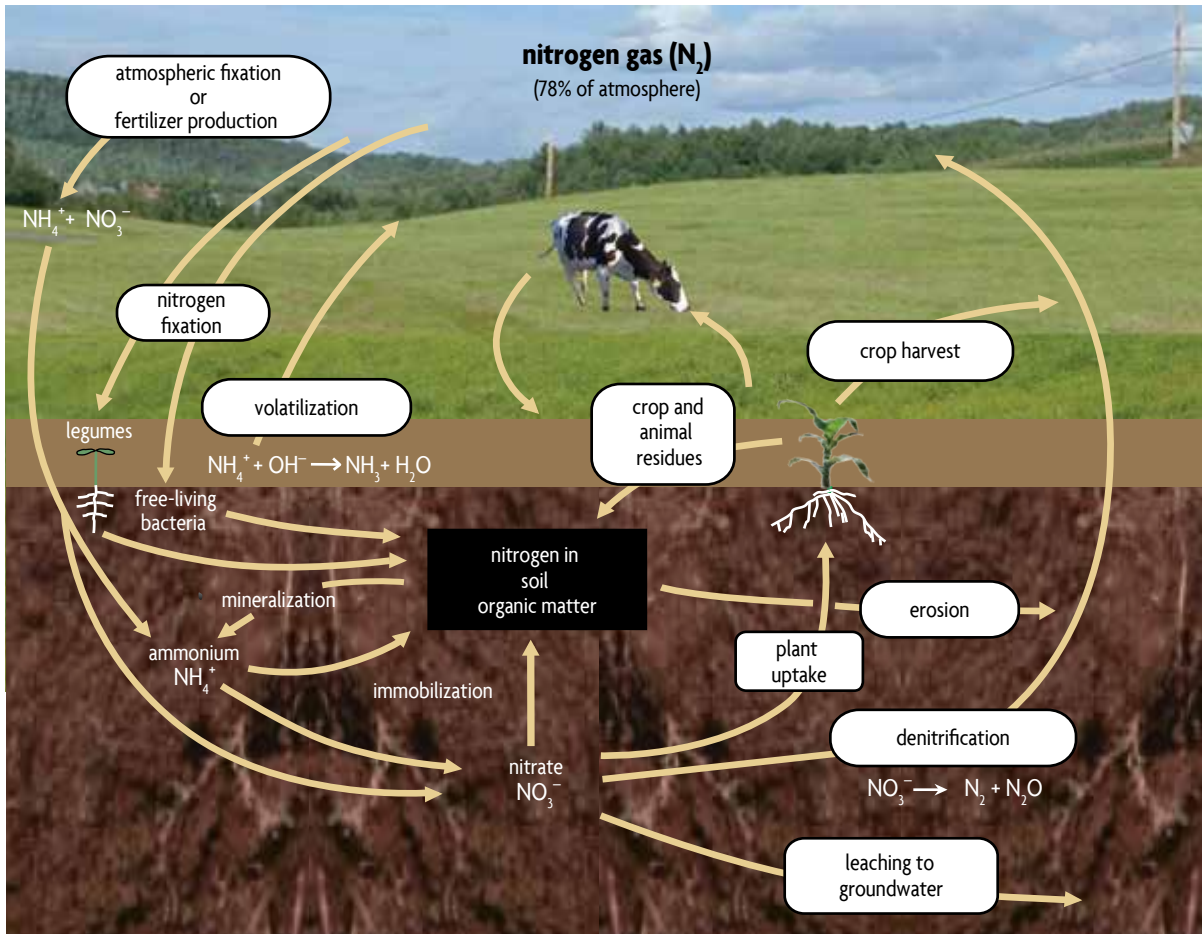 nitrogen gas (N₂)
(78% of atmosphere)
atmospheric fixation
or
fertilizer production
NH₄⁺ + NO₃⁻
nitrogen
fixation
crop harvest
volatilization
crop and
animal
residues
legumes
NH₄⁺ + OH⁻ → NH₃ + H₂O
free-living
bacteria
nitrogen in
soil
organic matter
mineralization
erosion
ammonium
NH₄⁺
plant
uptake
immobilization
denitrification
nitrate
NO₃⁻
NO₃⁻ → N₂ + N₂O
leaching to
groundwater